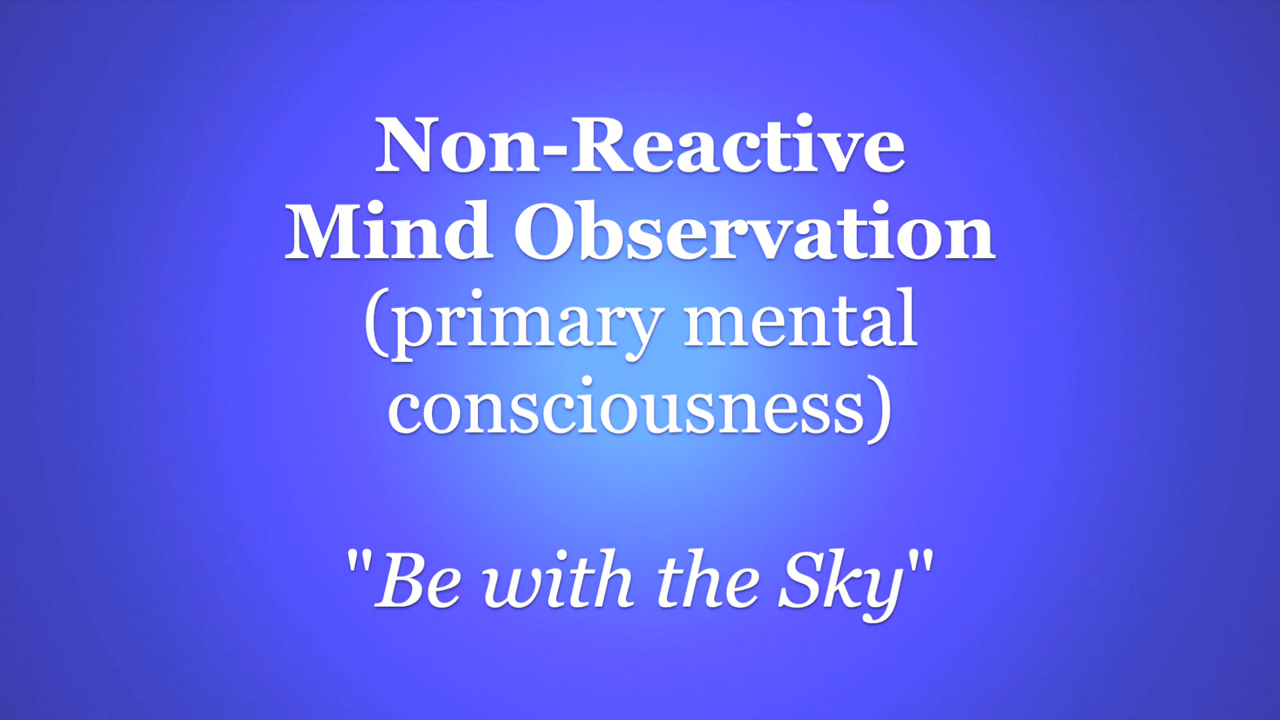 Non-Reactive
Mind Observation
(primary mental
consciousness)
"Be with the Sky"